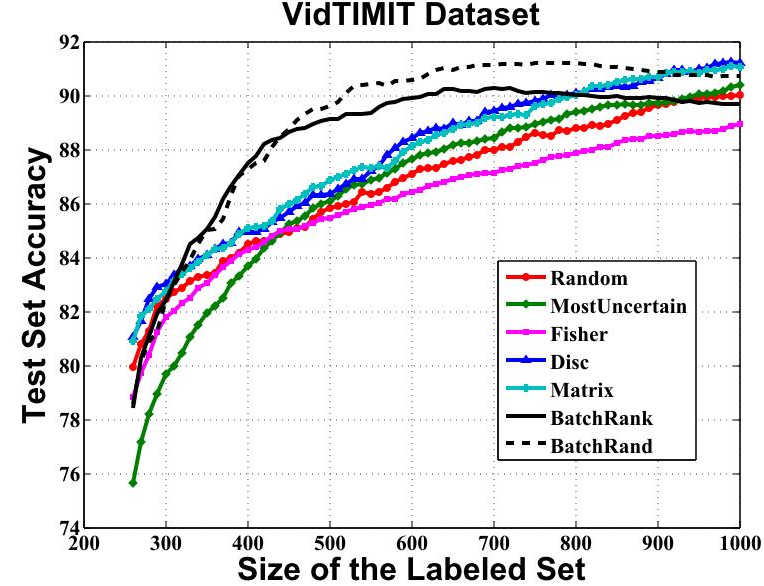 VidTIMIT Dataset
Test Set Accuracy
92
90
88
86
84
82
80
78
76
74
200 300 400 500 600 700 800 900 1000
Size of the Labeled Set
Random
MostUncertain
Fisher
Disc
Matrix
BatchRank
BatchRand